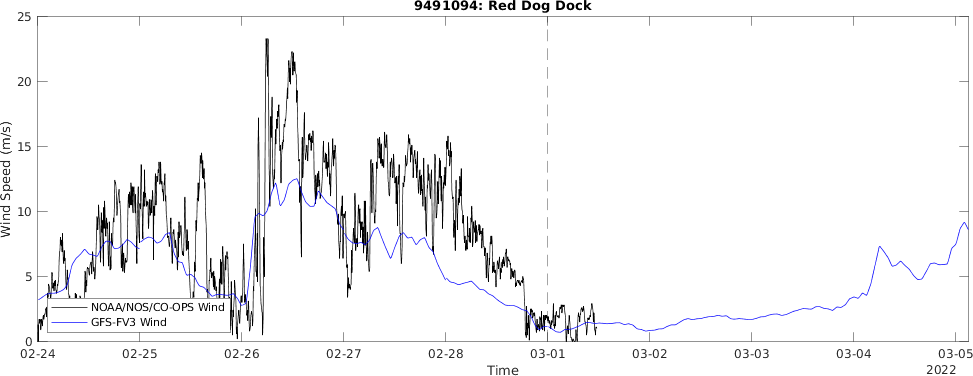 9491094: Red Dog Dock
25
20
15
10
5
0
Wind Speed (m/s)
NOAA/NOS/CO-OPS Wind
GFS-FV3 Wind
02-24 02-25 02-26 02-27 02-28 03-01 03-02 03-03 03-04 03-05
Time
2022